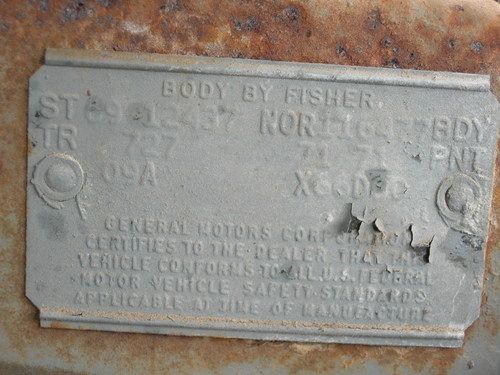 BODY BY FISHER
ST 69 12437 NOR 116477 BDY
TR 727 71 71 PNT
09A X66D80
GENERAL MOTORS CORPORATION
CERTIFIES TO THE DEALER THAT THIS
VEHICLE CONFORMS TO ALL U.S. FEDERAL
MOTOR VEHICLE SAFETY STANDARDS
APPLICABLE AT TIME OF MANUFACTURE